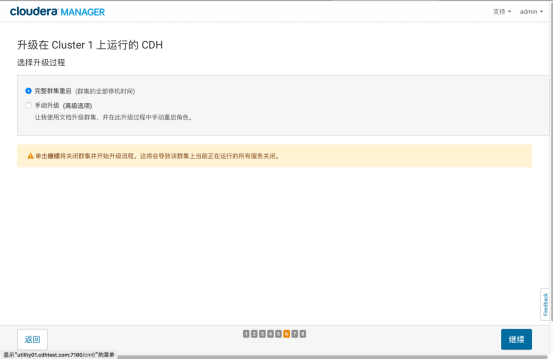 cloudera MANAGER
支持 admin
升级在 Cluster 1 上运行的 CDH
选择升级过程
完整群集重启 (群集的全部停机时间)
手动升级 (高级选项)
让我使用文档升级群集，并在此升级过程中手动重启角色。
单击继续将关闭群集并开始升级流程。这将会导致该群集上当前正在运行的所有服务关闭。
Feedback
返回
1 2 3 4 5 6 7 8
继续
显示"utility01.cdhtest.com:7180/cmf/"的菜单